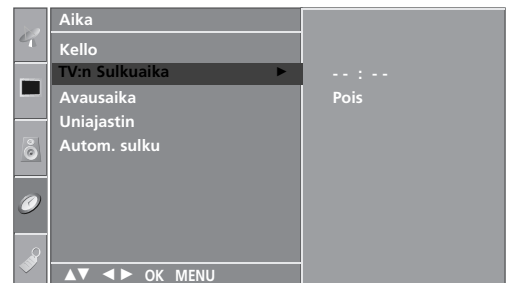 Aika
Kello
TV:n Sulkuaika ►
- - : - -
Avausaika
Pois
Uniajastin
Autom. sulku
▲▼ ◄► OK MENU